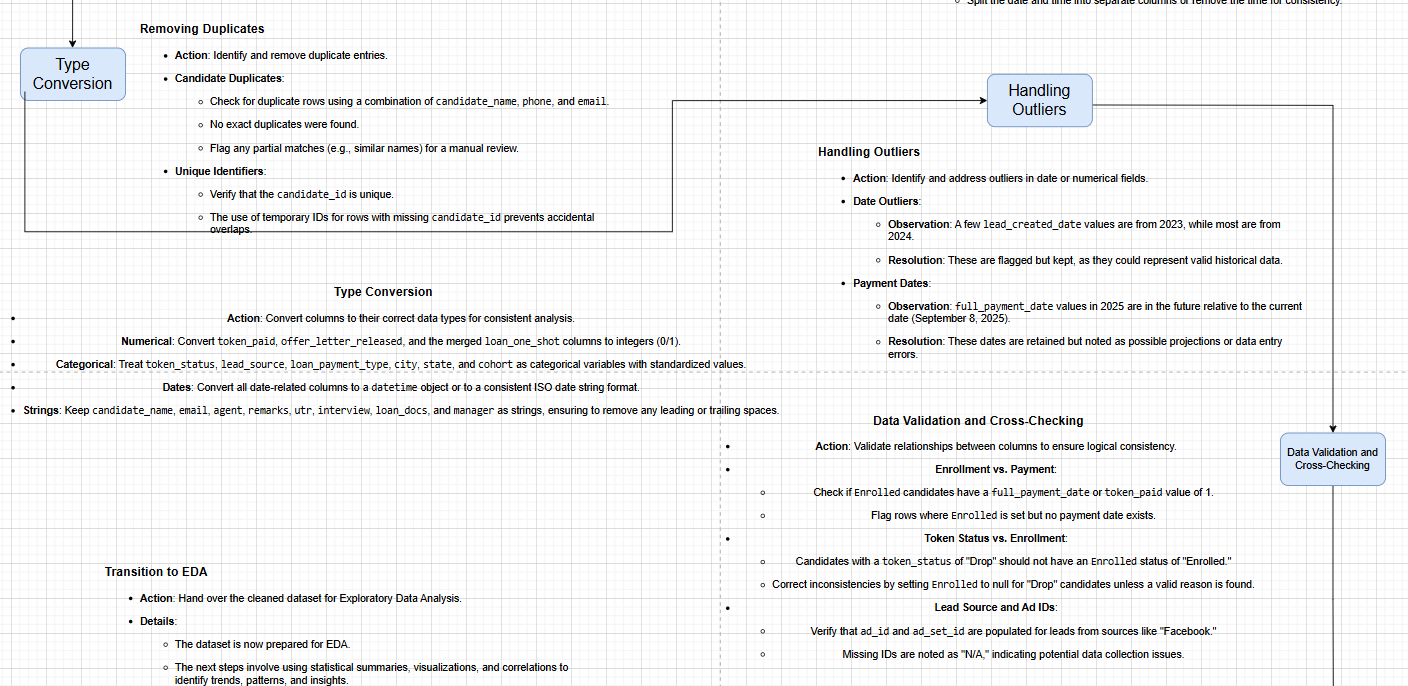 Split the date and time into separate columns or remove the time for consistency.
Removing Duplicates
Type
Conversion
• Action: Identify and remove duplicate entries.
• Candidate Duplicates:
◦ Check for duplicate rows using a combination of candidate_name, phone, and email.
◦ No exact duplicates were found.
◦ Flag any partial matches (e.g., similar names) for a manual review.
• Unique Identifiers:
◦ Verify that the candidate_id is unique.
◦ The use of temporary IDs for rows with missing candidate_id prevents accidental
overlaps.
Handling
Outliers
Handling Outliers
• Action: Identify and address outliers in date or numerical fields.
• Date Outliers:
◦ Observation: A few lead_created_date values are from 2023, while most are from
2024.
◦ Resolution: These are flagged but kept, as they could represent valid historical data.
• Payment Dates:
◦ Observation: full_payment_date values in 2025 are in the future relative to the current
date (September 8, 2025).
◦ Resolution: These dates are retained but noted as possible projections or data entry
errors.
Type Conversion
• Action: Convert columns to their correct data types for consistent analysis.
• Numerical: Convert token_paid, offer_letter_released, and the merged loan_one_shot columns to integers (0/1).
• Categorical: Treat token_status, lead_source, loan_payment_type, city, state, and cohort as categorical variables with standardized values.
• Dates: Convert all date-related columns to a datetime object or to a consistent ISO date string format.
• Strings: Keep candidate_name, email, agent, remarks, utr, interview, loan_docs, and manager as strings, ensuring to remove any leading or trailing spaces.
Data Validation and Cross-Checking
• Action: Validate relationships between columns to ensure logical consistency.
• Enrollment vs. Payment:
◦ Check if Enrolled candidates have a full_payment_date or token_paid value of 1.
◦ Flag rows where Enrolled is set but no payment date exists.
• Token Status vs. Enrollment:
◦ Candidates with a token_status of "Drop" should not have an Enrolled status of "Enrolled."
◦ Correct inconsistencies by setting Enrolled to null for "Drop" candidates unless a valid reason is found.
• Lead Source and Ad IDs:
◦ Verify that ad_id and ad_set_id are populated for leads from sources like "Facebook."
◦ Missing IDs are noted as "N/A," indicating potential data collection issues.
Data Validation and
Cross-Checking
Transition to EDA
• Action: Hand over the cleaned dataset for Exploratory Data Analysis.
• Details:
◦ The dataset is now prepared for EDA.
◦ The next steps involve using statistical summaries, visualizations, and correlations to
identify trends, patterns, and insights.